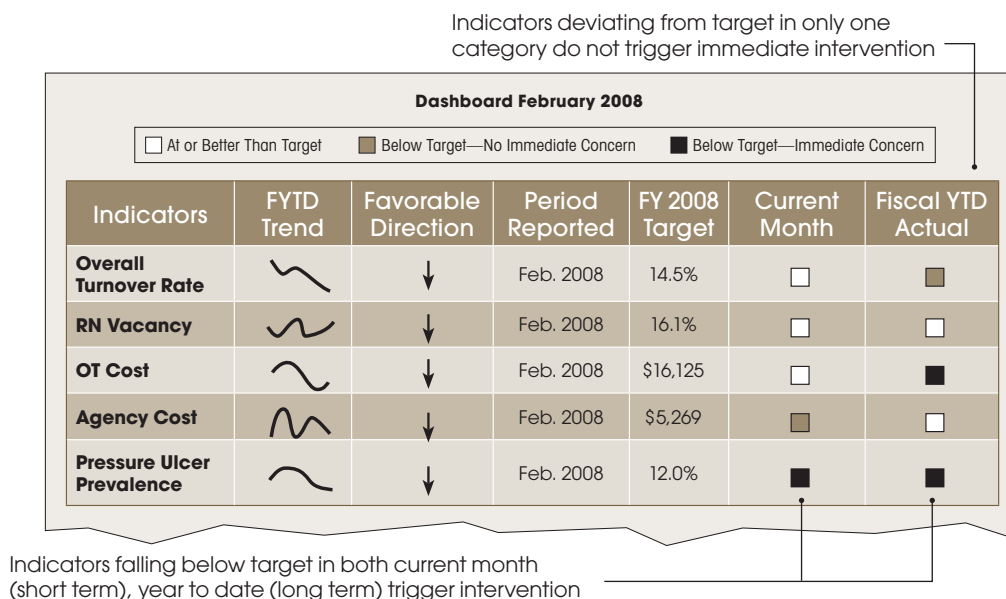 Indicators deviating from target in only one
category do not trigger immediate intervention
Dashboard February 2008
At or Better Than Target Below Target—No Immediate Concern Below Target—Immediate Concern
Indicators FYTD Trend Favorable Direction Period Reported FY 2008 Target Current Month Fiscal YTD Actual
Overall Turnover Rate Feb. 2008 14.5%
RN Vacancy Feb. 2008 16.1%
OT Cost Feb. 2008 $16,125
Agency Cost Feb. 2008 $5,269
Pressure Ulcer Prevalence Feb. 2008 12.0%
Indicators falling below target in both current month
(short term), year to date (long term) trigger intervention